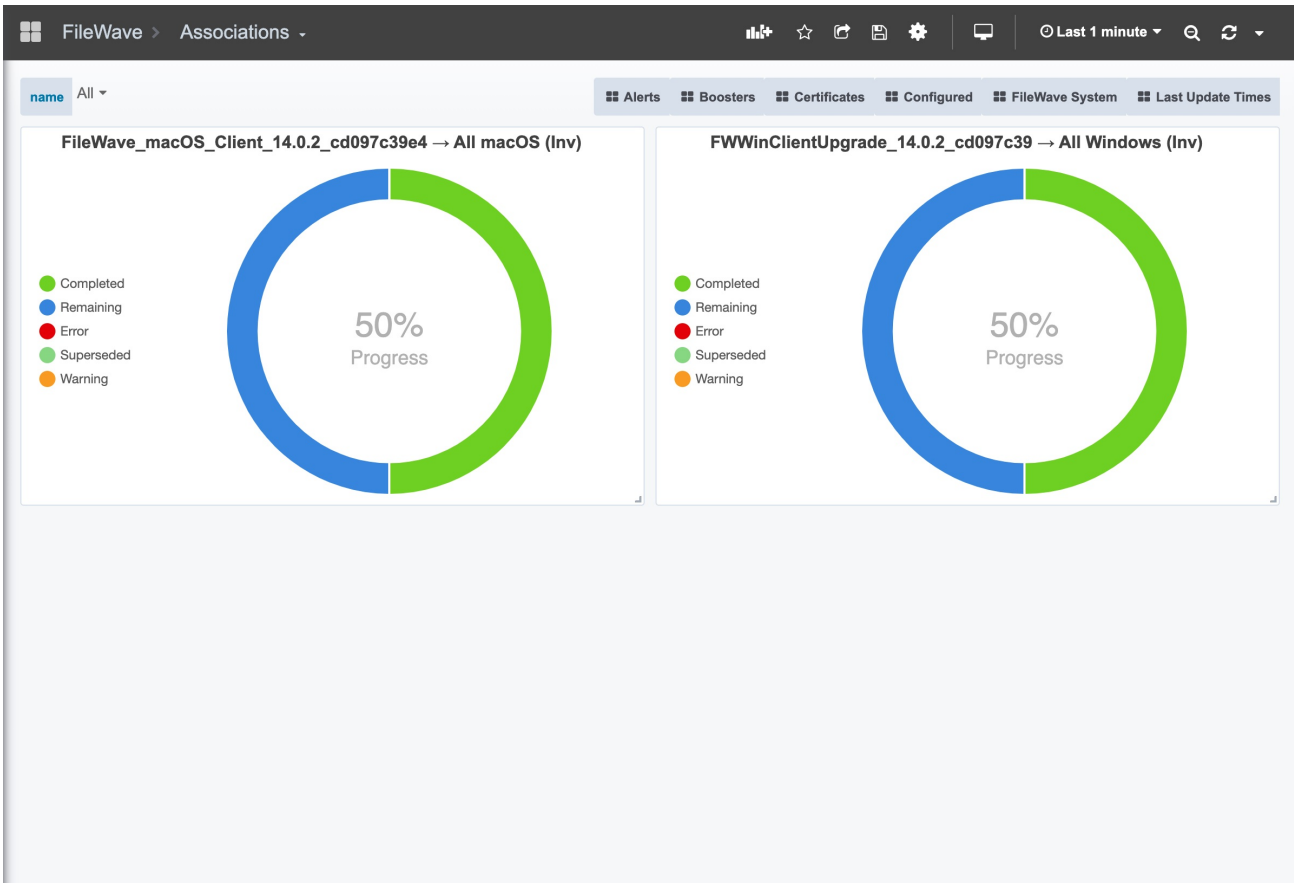 FileWave > Associations
Last 1 minute
name All
Alerts Boosters Certificates Configured FileWave System Last Update Times
FileWave_macOS_Client_14.0.2_cd097c39e4 → All macOS (Inv)
Completed
Remaining
Error
Superseded
Warning
50%
Progress
FWWinClientUpgrade_14.0.2_cd097c39 → All Windows (Inv)
Completed
Remaining
Error
Superseded
Warning
50%
Progress